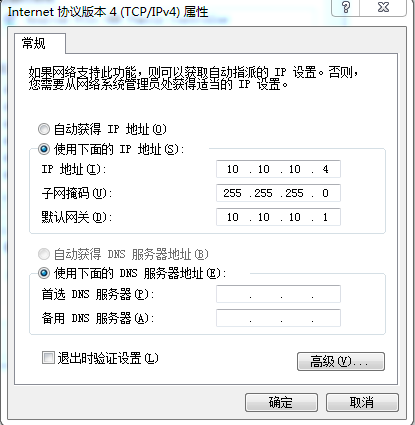 Internet 协议版本 4 (TCP/IPv4) 属性
常规
如果网络支持此功能，则可以获取自动指派的 IP 设置。否则，
您需要从网络系统管理员处获得适当的 IP 设置。
自动获得 IP 地址(O)
使用下面的 IP 地址(S):
IP 地址(I): 10 . 10 . 10 . 4
子网掩码(U): 255 .255 .255 . 0
默认网关(D): 10 . 10 . 10 . 1
自动获得 DNS 服务器地址(B)
使用下面的 DNS 服务器地址(E):
首选 DNS 服务器(P): . . .
备用 DNS 服务器(A): . . .
退出时验证设置(L)
高级(V)...
确定 取消